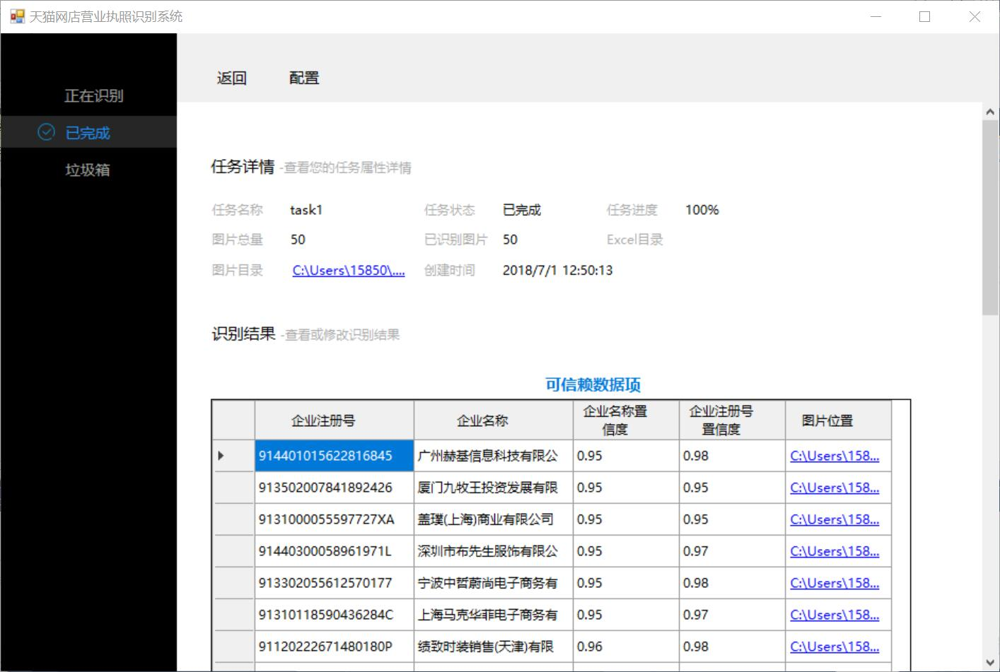 天猫网店营业执照识别系统
返回 配置
正在识别
已完成
垃圾箱
任务详情 -查看您的任务属性详情
任务名称 task1 任务状态 已完成 任务进度 100%
图片总量 50 已识别图片 50 Excel目录
图片目录 C:\Users\15850\.... 创建时间 2018/7/1 12:50:13
识别结果 -查看或修改识别结果
可信赖数据项
企业注册号 企业名称 企业名称置信度 企业注册号置信度 图片位置
914401015622816845 广州赫基信息科技有限公 0.95 0.98 C:\Users\158...
913502007841892426 厦门九牧王投资发展有限 0.95 0.95 C:\Users\158...
9131000055597727XA 盖璞(上海)商业有限公司 0.95 0.95 C:\Users\158...
91440300058961971L 深圳市布先生服饰有限公 0.95 0.97 C:\Users\158...
913302055612570177 宁波中哲蔚尚电子商务有 0.95 0.98 C:\Users\158...
91310118590436284C 上海马克华菲电子商务有 0.95 0.97 C:\Users\158...
91120222671480180P 绩致时装销售(天津)有限 0.96 0.98 C:\Users\158...